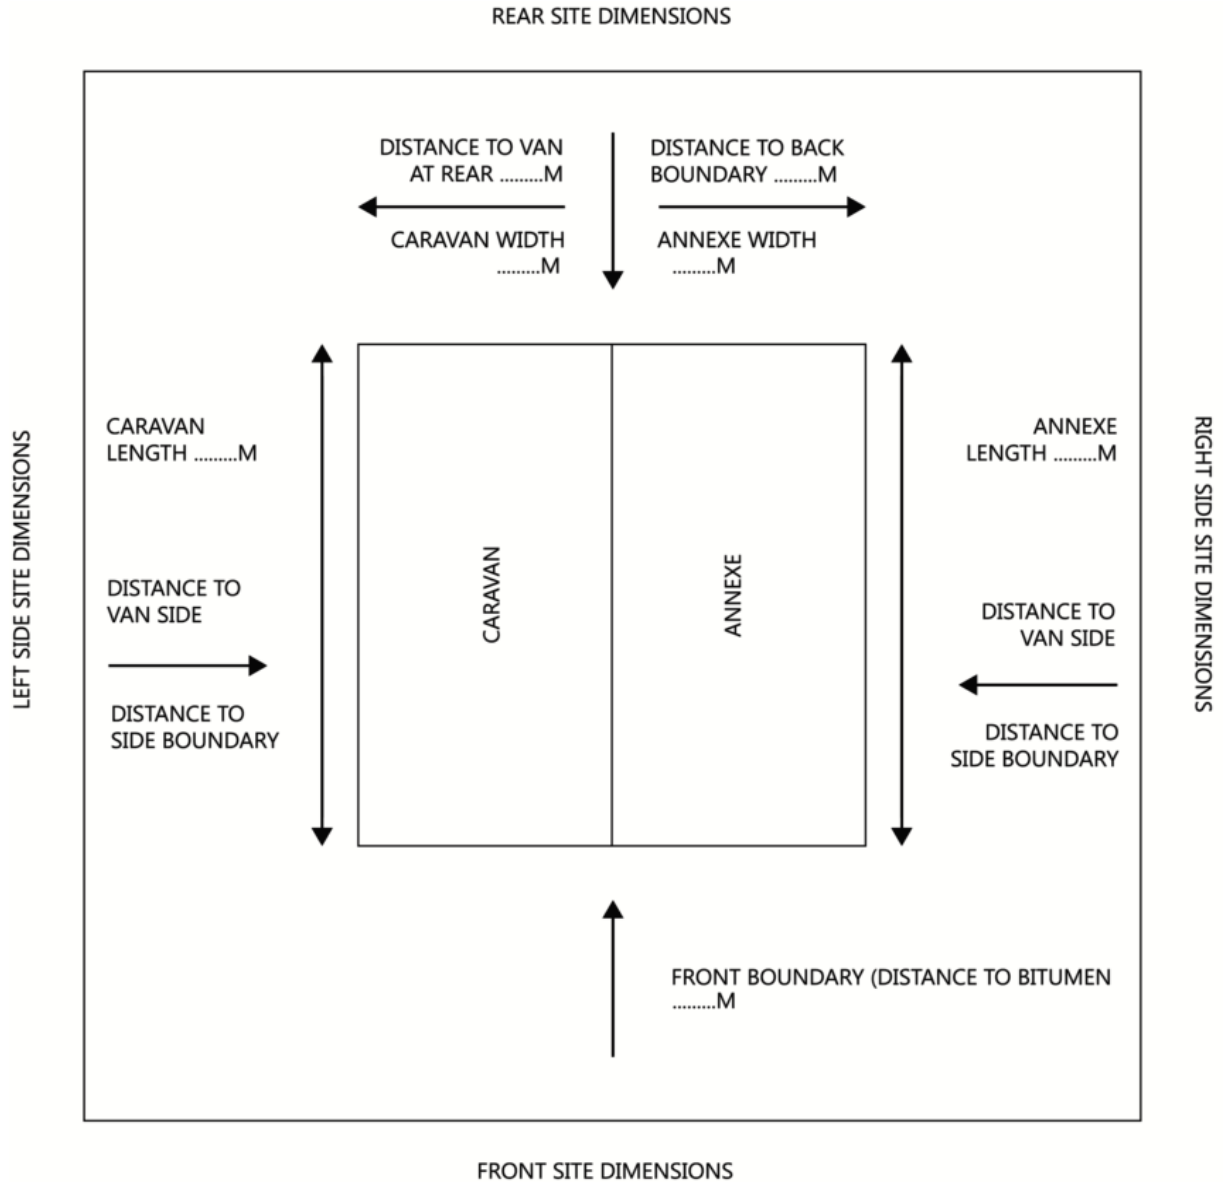 REAR SITE DIMENSIONS
DISTANCE TO VAN
AT REAR .........M
DISTANCE TO BACK
BOUNDARY .........M
CARAVAN WIDTH
.........M
ANNEXE WIDTH
.........M
CARAVAN
LENGTH .........M
ANNEXE
LENGTH .........M
LEFT SIDE SITE DIMENSIONS
RIGHT SIDE SITE DIMENSIONS
CARAVAN
ANNEXE
DISTANCE TO
VAN SIDE
DISTANCE TO
VAN SIDE
DISTANCE TO
SIDE BOUNDARY
DISTANCE TO
SIDE BOUNDARY
FRONT BOUNDARY (DISTANCE TO BITUMEN
.........M
FRONT SITE DIMENSIONS